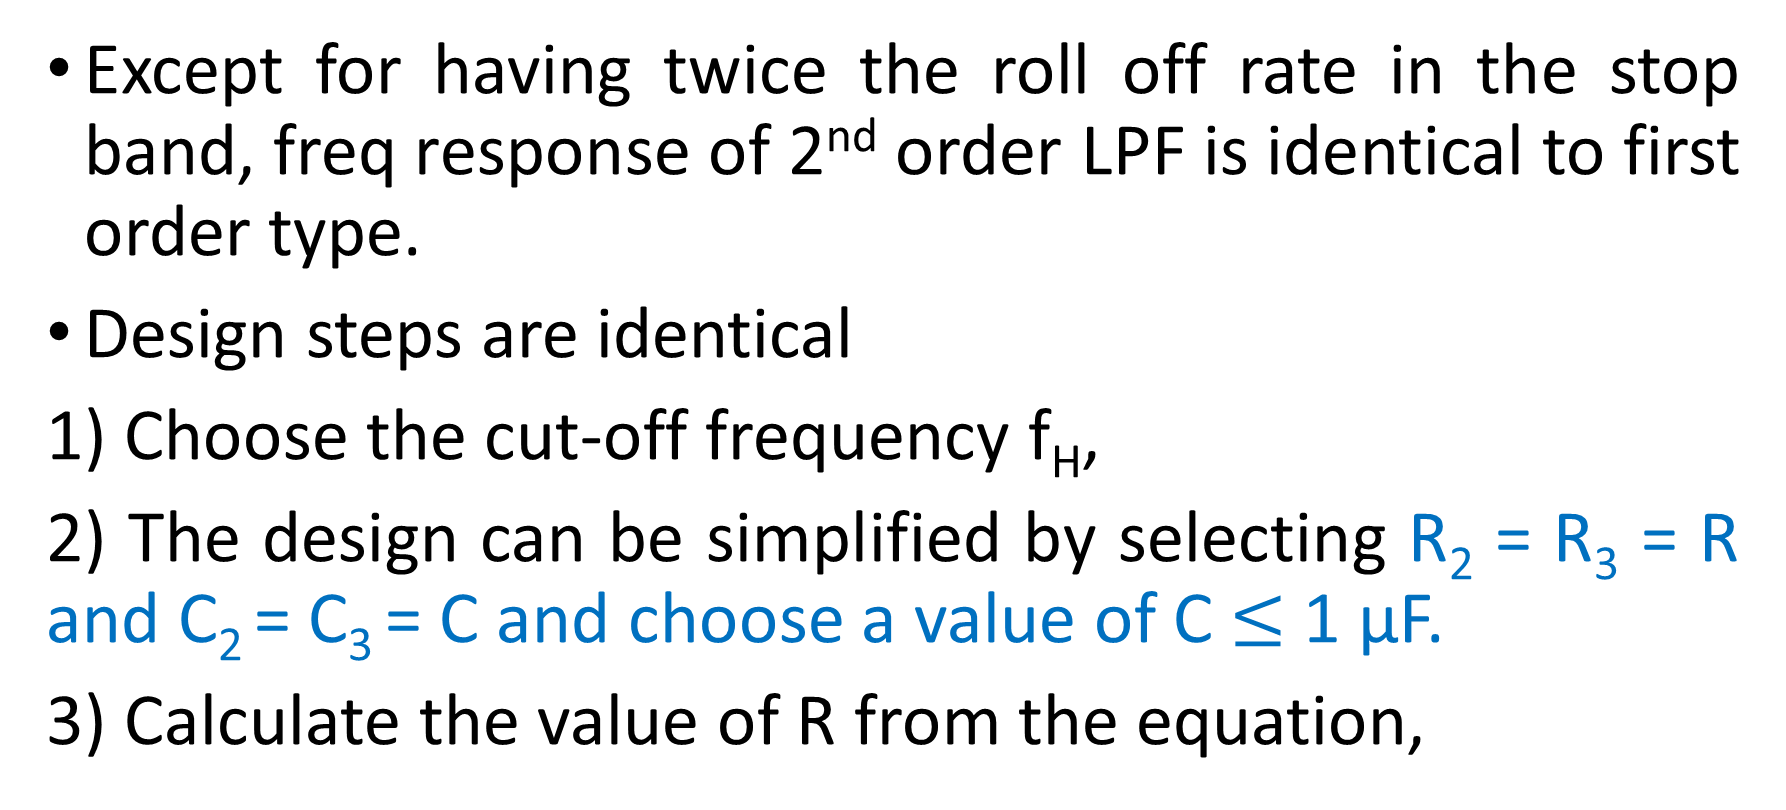 • Except for having twice the roll off rate in the stop
band, freq response of 2nd order LPF is identical to first
order type.
• Design steps are identical
1) Choose the cut-off frequency fH,
2) The design can be simplified by selecting R2 = R3 = R
and C2 = C3 = C and choose a value of C ≤ 1 μF.
3) Calculate the value of R from the equation,